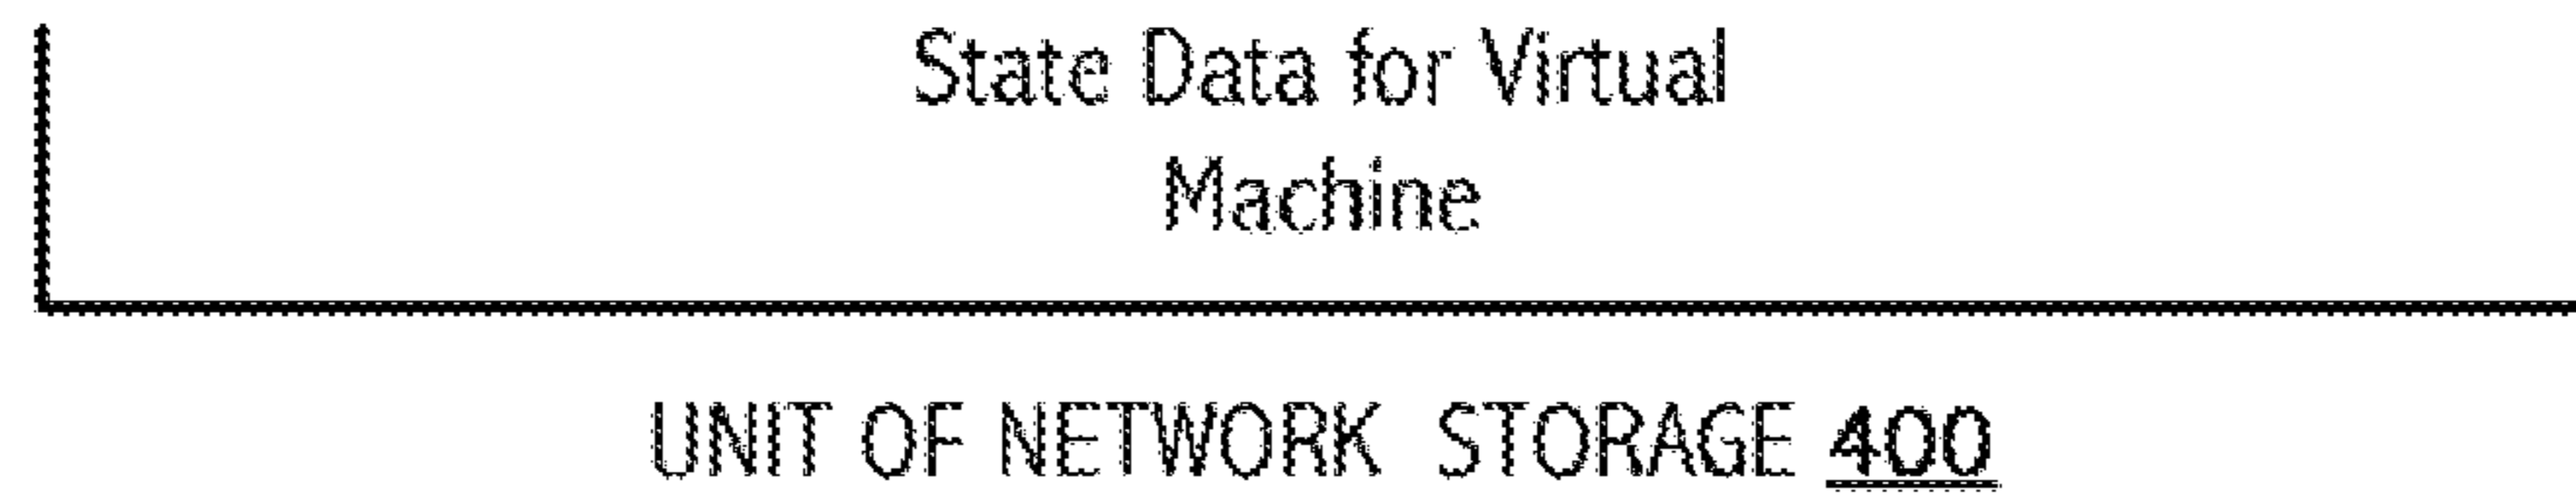 State Data for Virtual
Machine
UNIT OF NETWORK STORAGE 400